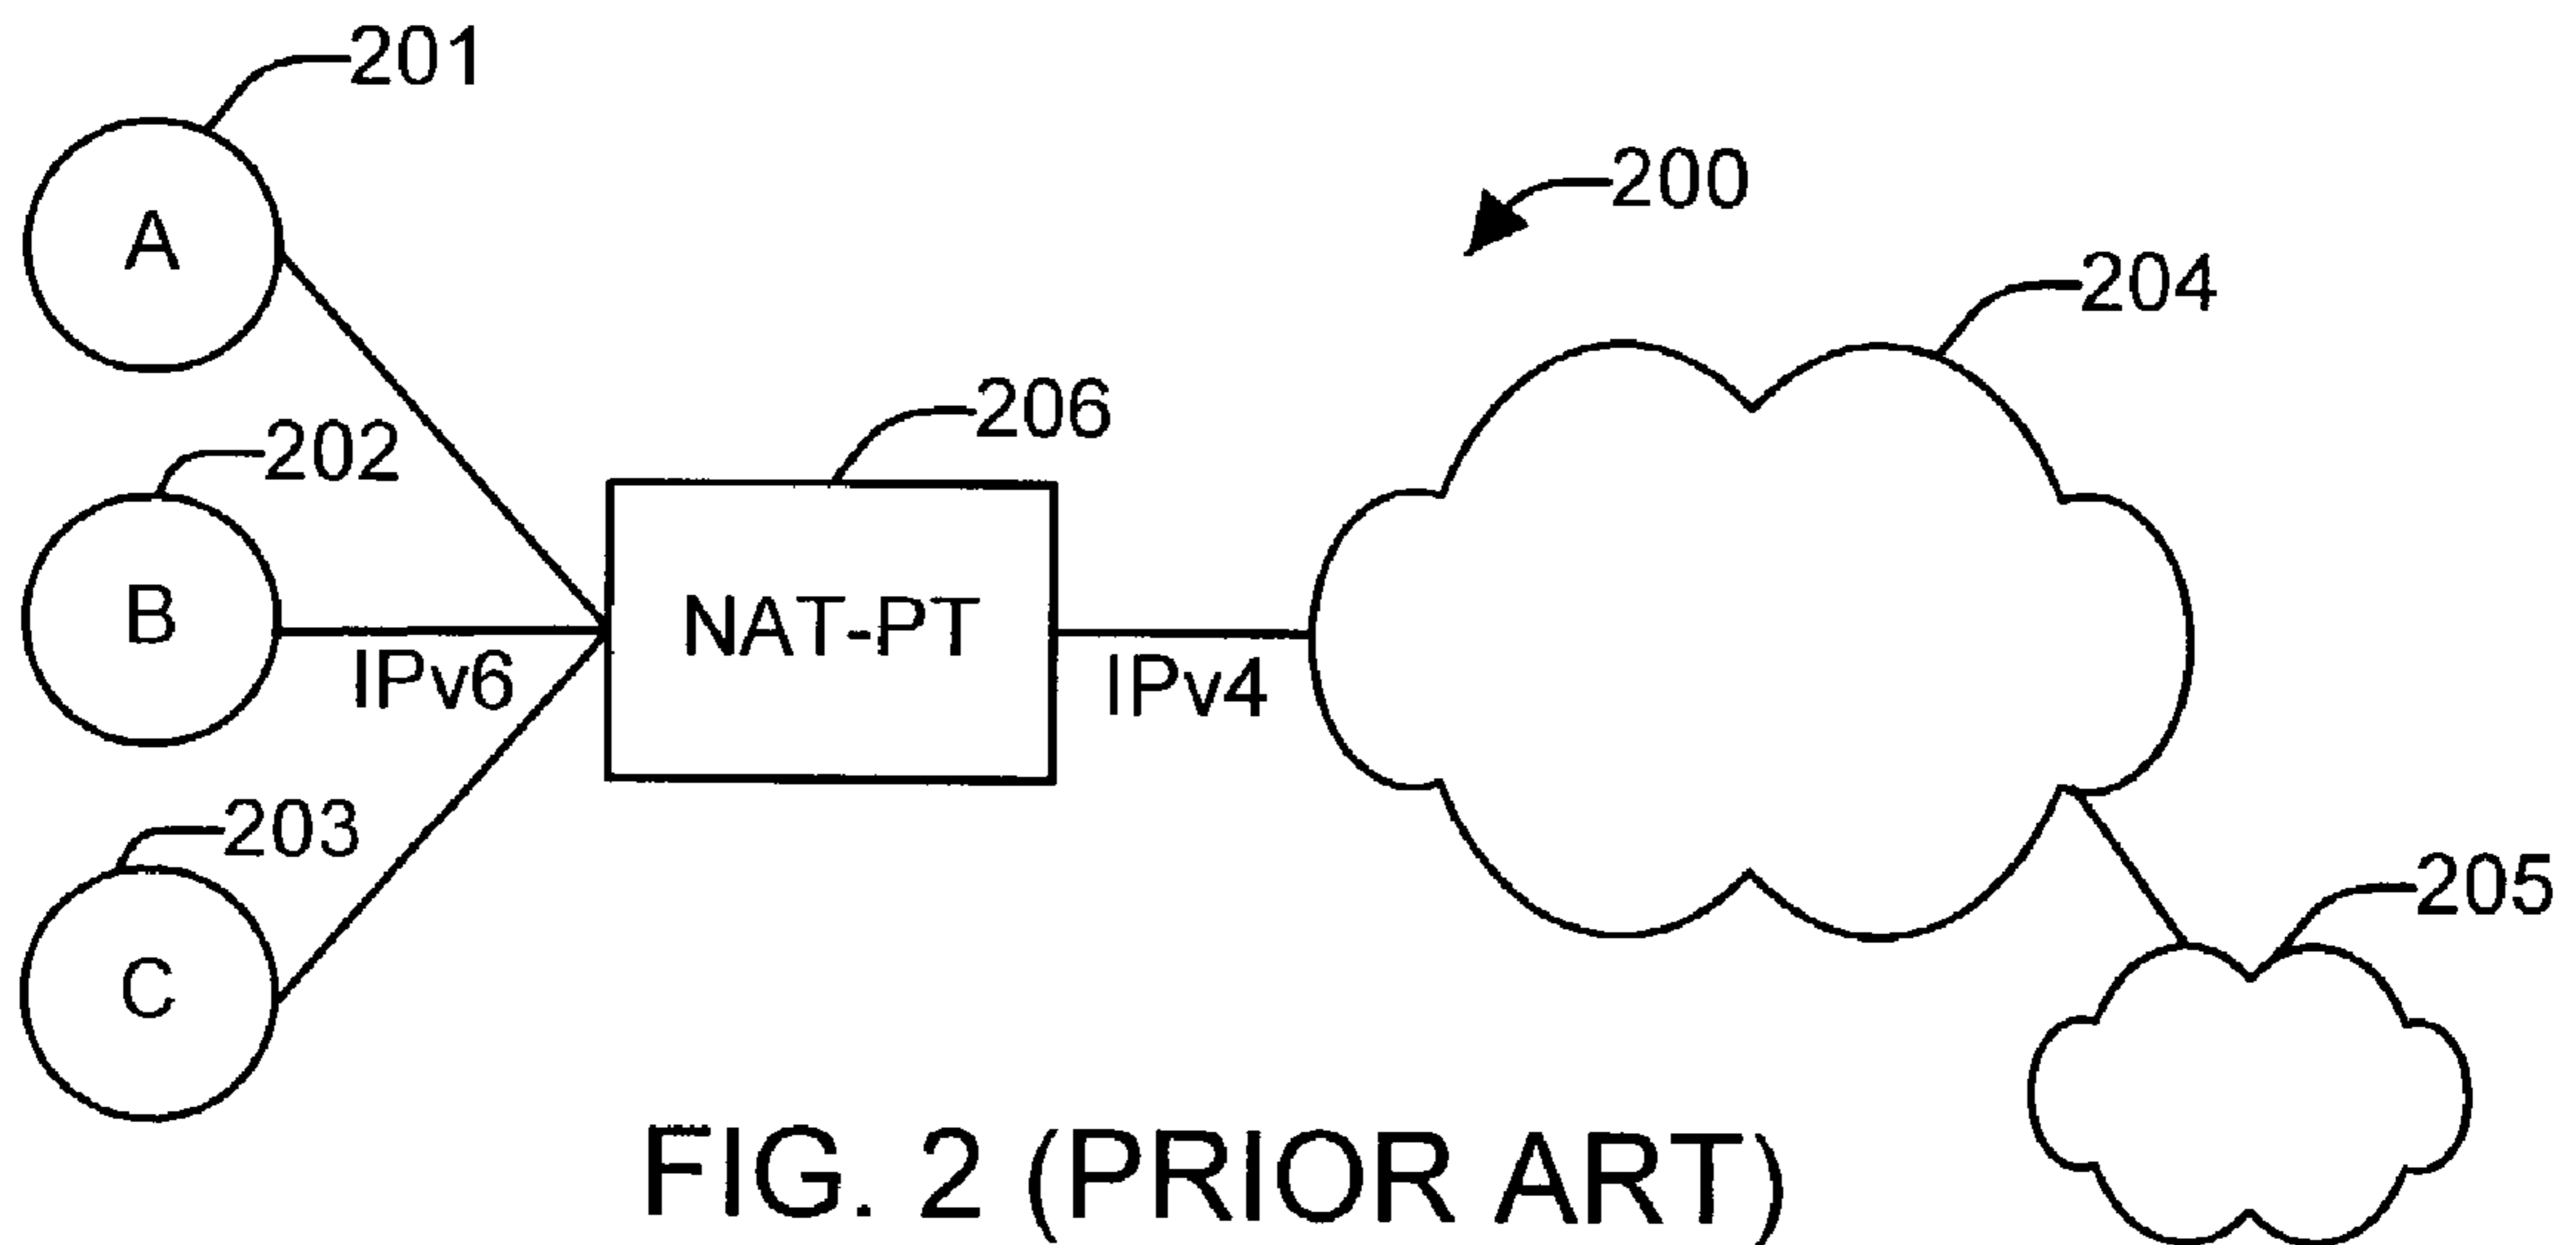 201
A
200
204
206
202
B
NAT-PT
IPv6
IPv4
203
205
C
FIG. 2 (PRIOR ART)